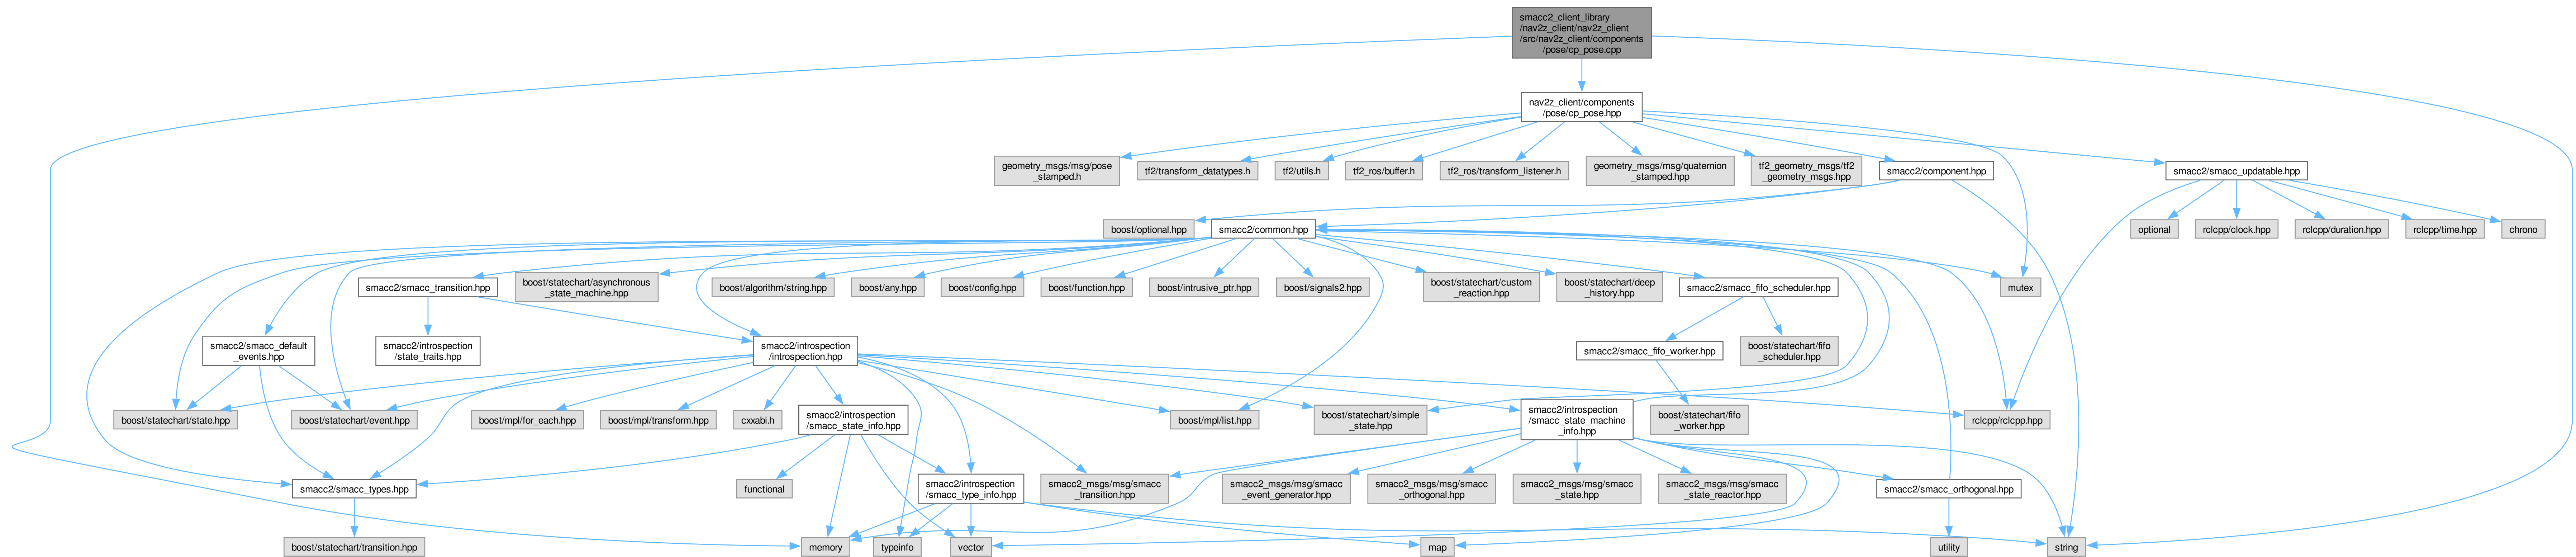 smacc2_client_library
/nav2z_client/nav2z_client
/src/nav2z_client/components
/pose/cp_pose.cpp
nav2z_client/components
/pose/cp_pose.hpp
geometry_msgs/msg/pose
_stamped.h
tf2/transform_datatypes.h
tf2/utils.h
tf2_ros/buffer.h
tf2_ros/transform_listener.h
geometry_msgs/msg/quaternion
_stamped.hpp
tf2_geometry_msgs/tf2
_geometry_msgs.hpp
smacc2/component.hpp
smacc2/smacc_updatable.hpp
boost/optional.hpp
smacc2/common.hpp
optional
rclcpp/clock.hpp
rclcpp/duration.hpp
rclcpp/time.hpp
chrono
smacc2/smacc_transition.hpp
boost/statechart/asynchronous
_state_machine.hpp
boost/algorithm/string.hpp
boost/any.hpp
boost/config.hpp
boost/function.hpp
boost/intrusive_ptr.hpp
boost/signals2.hpp
boost/statechart/custom
_reaction.hpp
boost/statechart/deep
_history.hpp
smacc2/smacc_fifo_scheduler.hpp
mutex
smacc2/smacc_default
_events.hpp
smacc2/introspection
/state_traits.hpp
smacc2/introspection
/introspection.hpp
smacc2/smacc_fifo_worker.hpp
boost/statechart/fifo
_scheduler.hpp
boost/statechart/state.hpp
boost/statechart/event.hpp
boost/mpl/for_each.hpp
boost/mpl/transform.hpp
cxxabi.h
smacc2/introspection
/smacc_state_info.hpp
boost/mpl/list.hpp
boost/statechart/simple
_state.hpp
smacc2/introspection
/smacc_state_machine
_info.hpp
boost/statechart/fifo
_worker.hpp
rclcpp/rclcpp.hpp
smacc2/smacc_types.hpp
functional
smacc2/introspection
/smacc_type_info.hpp
smacc2_msgs/msg/smacc
_transition.hpp
smacc2_msgs/msg/smacc
_event_generator.hpp
smacc2_msgs/msg/smacc
_orthogonal.hpp
smacc2_msgs/msg/smacc
_state.hpp
smacc2_msgs/msg/smacc
_state_reactor.hpp
smacc2/smacc_orthogonal.hpp
boost/statechart/transition.hpp
memory
typeinfo
vector
map
utility
string